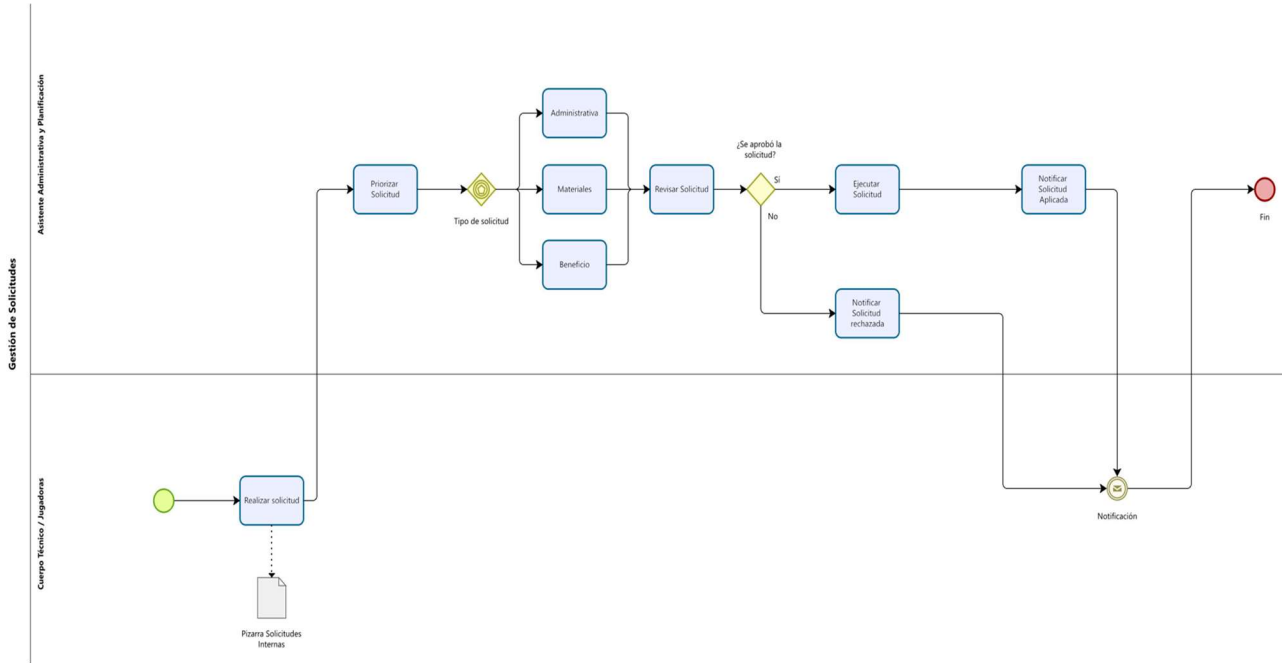 Gestión de Solicitudes
Asistente Administrativa y Planificación
Priorizar
Solicitud
Tipo de solicitud
Administrativa
Materiales
Beneficio
Revisar Solicitud
¿Se aprobó la
solicitud?
Si
No
Ejecutar
Solicitud
Notificar
Solicitud
Aplicada
Notificar
Solicitud
rechazada
Fin
Cuerpo Técnico / Jugadoras
Realizar solicitud
Pizarra Solicitudes
Internas
Notificación